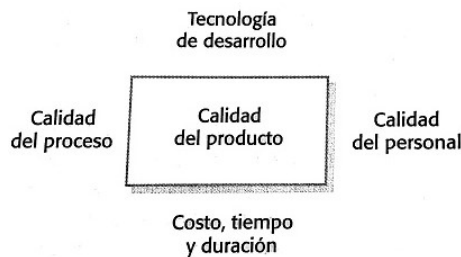 Tecnología
de desarrollo
Calidad
del proceso
Calidad
del producto
Calidad
del personal
Costo, tiempo
y duración